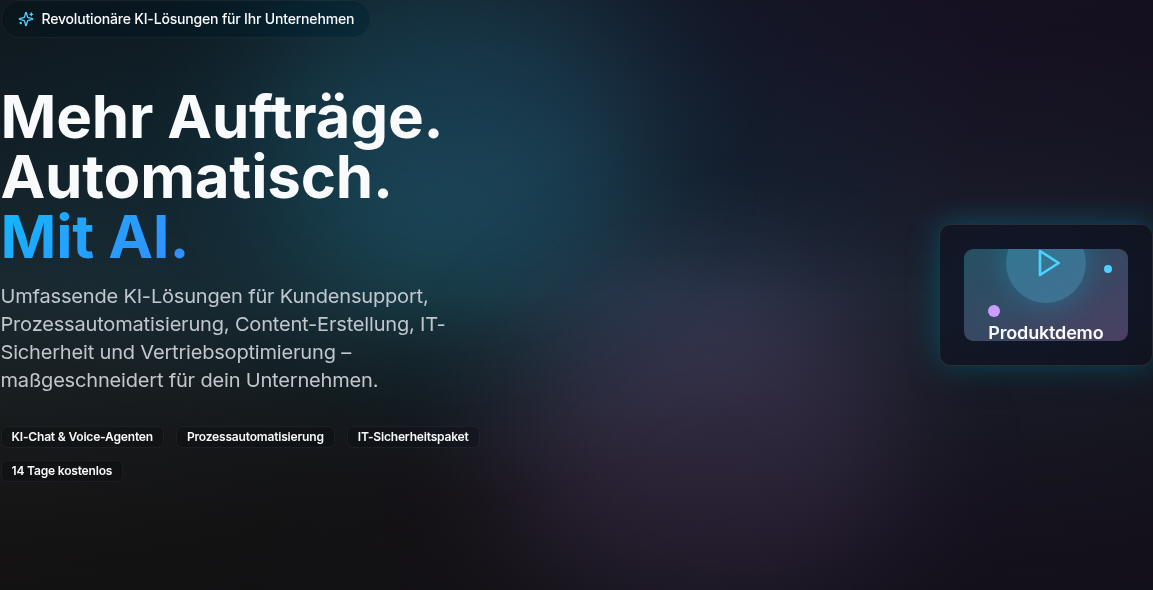 Revolutionäre KI-Lösungen für Ihr Unternehmen
Mehr Aufträge.
Automatisch.
Mit AI.
Umfassende KI-Lösungen für Kundensupport,
Prozessautomatisierung, Content-Erstellung, IT-
Sicherheit und Vertriebsoptimierung –
maßgeschneidert für dein Unternehmen.
KI-Chat & Voice-Agenten
Prozessautomatisierung
IT-Sicherheitspaket
14 Tage kostenlos
Produktdemo